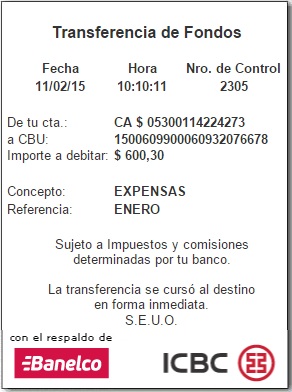 Transferencia de Fondos
Fecha Hora Nro. de Control
11/02/15 10:10:11 2305
De tu cta.: CA $ 05300114224273
a CBU: 1500609900060932076678
Importe a debitar: $ 600,30
Concepto: EXPENSAS
Referencia: ENERO
Sujeto a Impuestos y comisiones
determinadas por tu banco.
La transferencia se cursó al destino
en forma inmediata.
S.E.U.O.
con el respaldo de
Banelco ICBC